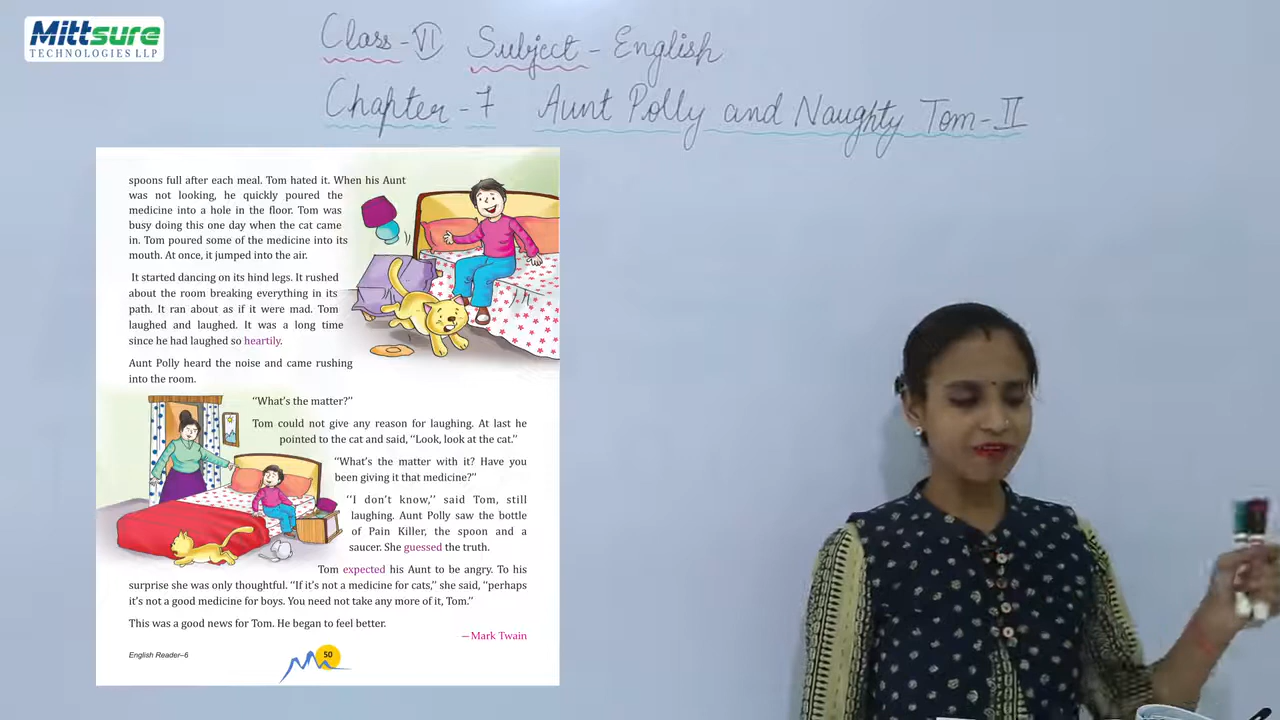 Mittsure
TECHNOLOGIES LLP
Class - VI Subject - English
Chapter - 7 Aunt Polly and Naughty Tom - II
spoons full after each meal. Tom hated it. When his Aunt
was not looking, he quickly poured the
medicine into a hole in the floor. Tom was
busy doing this one day when the cat came
in. Tom poured some of the medicine into its
mouth. At once, it jumped into the air.
It started dancing on its hind legs. It rushed
about the room breaking everything in its
path. It ran about as if it were mad. Tom
laughed and laughed. It was a long time
since he had laughed so heartily.
Aunt Polly heard the noise and came rushing
into the room.
"What's the matter?"
Tom could not give any reason for laughing. At last he
pointed to the cat and said, "Look, look at the cat."
"What's the matter with it? Have you
been giving it that medicine?"
"I don't know," said Tom, still
laughing. Aunt Polly saw the bottle
of Pain Killer, the spoon and a
saucer. She guessed the truth.
Tom expected his Aunt to be angry. To his
surprise she was only thoughtful. "If it's not a medicine for cats," she said, "perhaps
it's not a good medicine for boys. You need not take any more of it, Tom."
This was a good news for Tom. He began to feel better.
—Mark Twain
English Reader–6
50